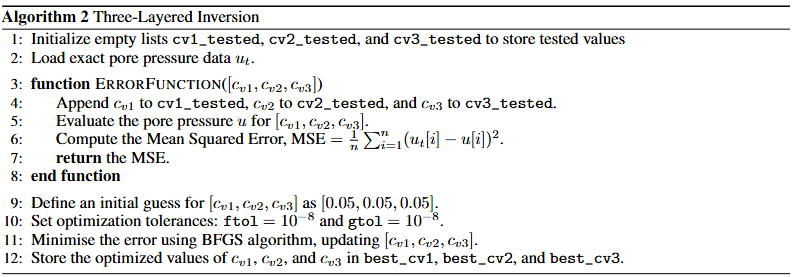 Algorithm 2 Three-Layered Inversion
1: Initialize empty lists cv1_tested, cv2_tested, and cv3_tested to store tested values
2: Load exact pore pressure data $u_t$.
3: function ERRORFUNCTION([$c_{v1}, c_{v2}, c_{v3}$])
4: Append $c_{v1}$ to cv1_tested, $c_{v2}$ to cv2_tested, and $c_{v3}$ to cv3_tested.
5: Evaluate the pore pressure $u$ for [$c_{v1}, c_{v2}, c_{v3}$].
6: Compute the Mean Squared Error, MSE = $\frac{1}{n} \sum_{i=1}^{n} (u_t[i] - u[i])^2$.
7: return the MSE.
8: end function
9: Define an initial guess for [$c_{v1}, c_{v2}, c_{v3}$] as [0.05, 0.05, 0.05].
10: Set optimization tolerances: ftol = $10^{-8}$ and gtol = $10^{-8}$.
11: Minimise the error using BFGS algorithm, updating [$c_{v1}, c_{v2}, c_{v3}$].
12: Store the optimized values of $c_{v1}$, $c_{v2}$, and $c_{v3}$ in best_cv1, best_cv2, and best_cv3.